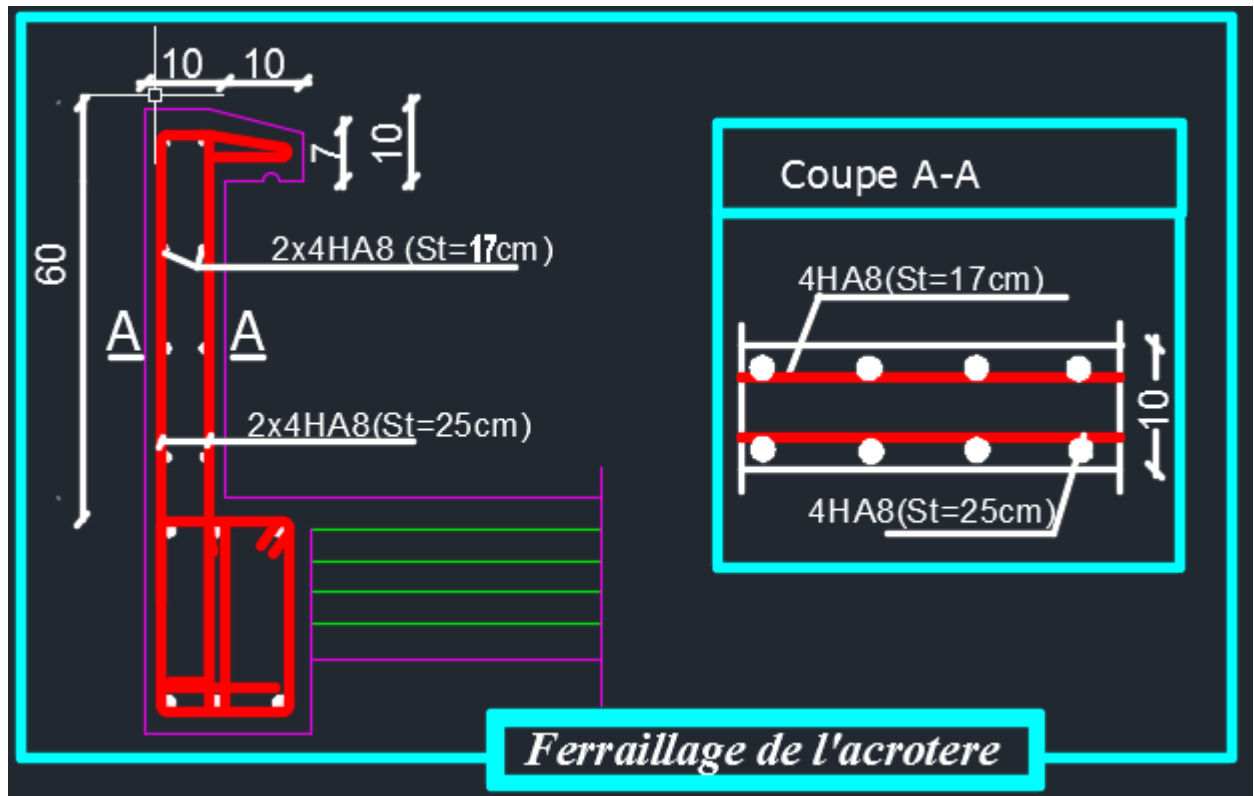 10 10
60
7
10
2x4HA8 (St=17cm)
A A
2x4HA8(St=25cm)
Coupe A-A
4HA8(St=17cm)
10
4HA8(St=25cm)
Ferraillage de l'acrotere